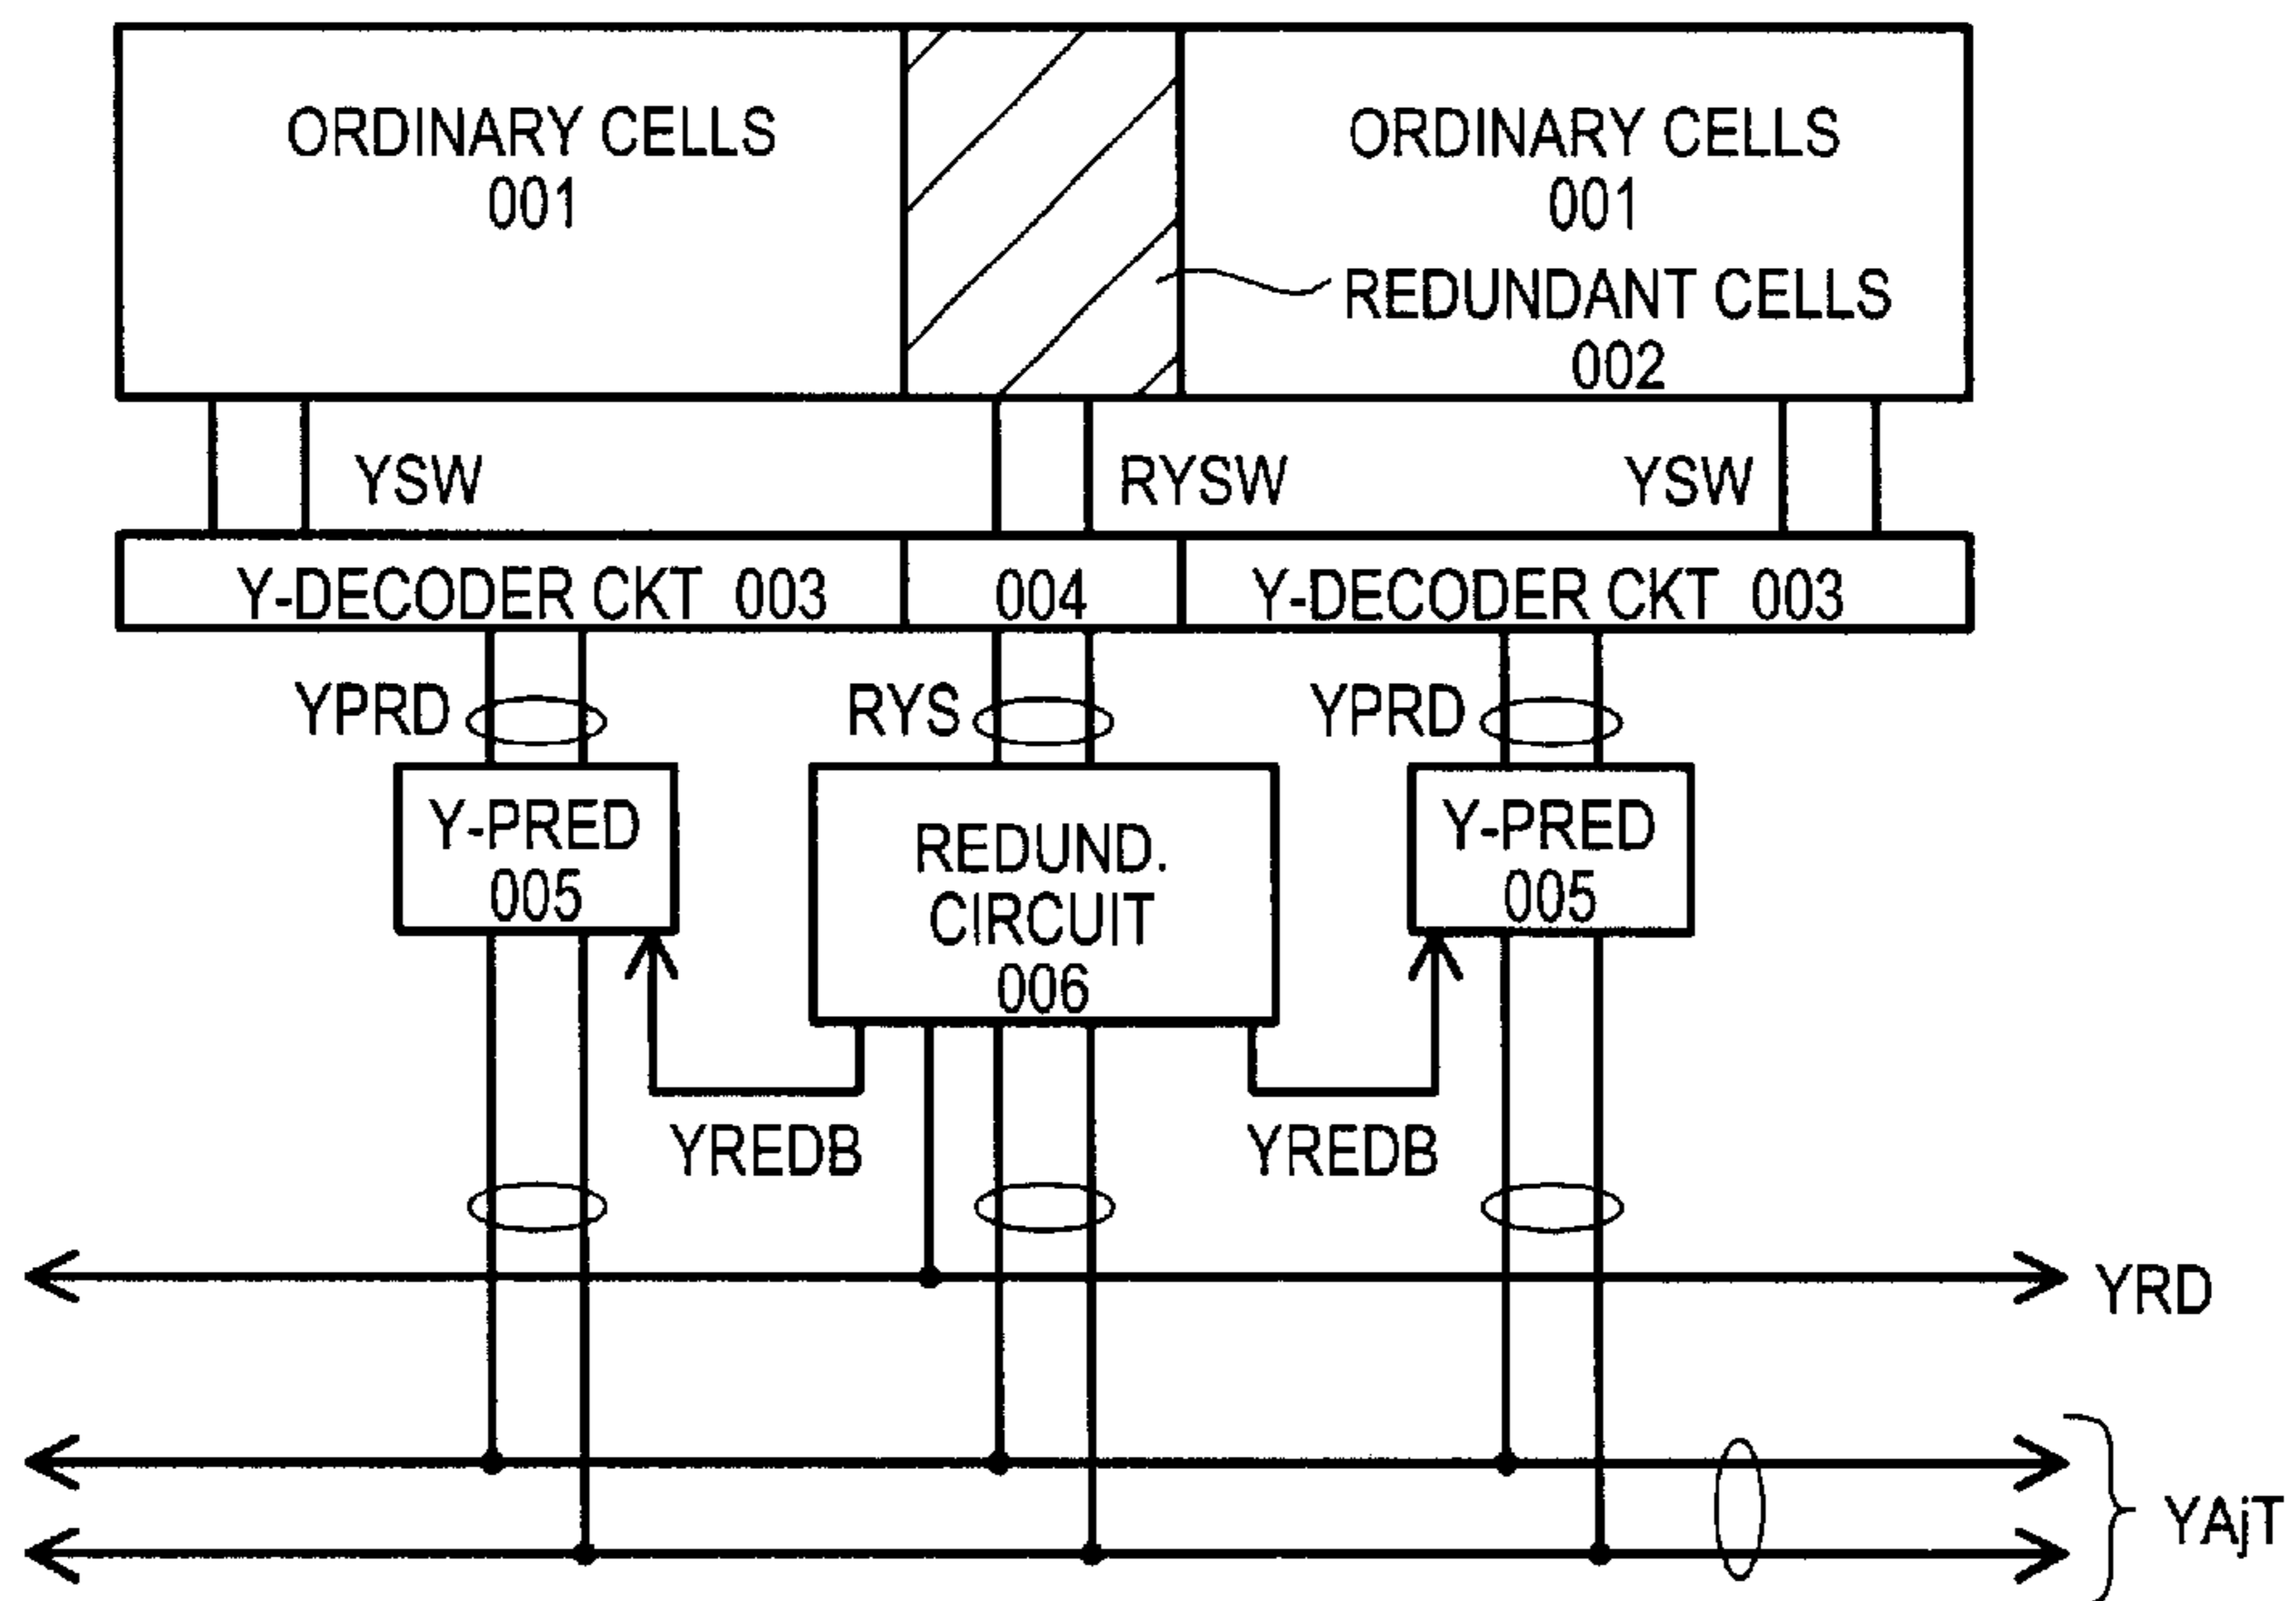 ORDINARY CELLS
001
ORDINARY CELLS
001
REDUNDANT CELLS
002
YSW
RYSW
YSW
Y-DECODER CKT 003
004
Y-DECODER CKT 003
YPRD
RYS
YPRD
Y-PRED
005
REDUND.
CIRCUIT
006
Y-PRED
005
YREDB
YREDB
YRD
YAjT